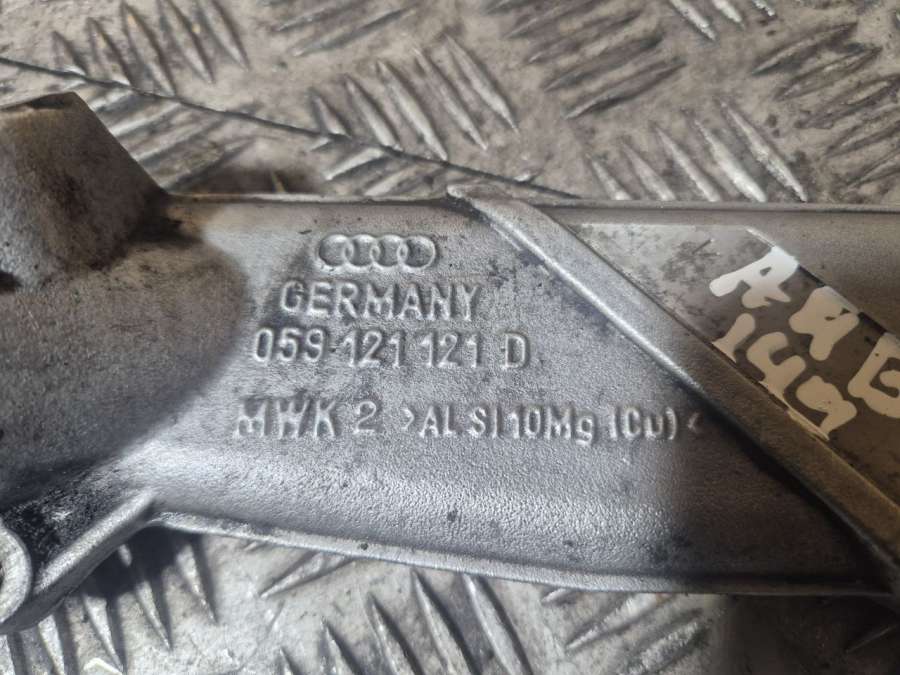 GERMANY
059 121 121 D
MWK 2 >AL SI10Mg (Cu)<